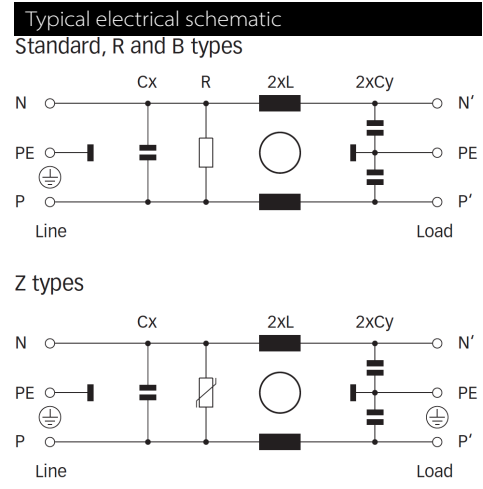 Typical electrical schematic
Standard, R and B types
Cx R 2xL 2xCy
N N′
PE PE
P P′
Line Load
Z types
Cx 2xL 2xCy
N N′
PE PE
P P′
Line Load